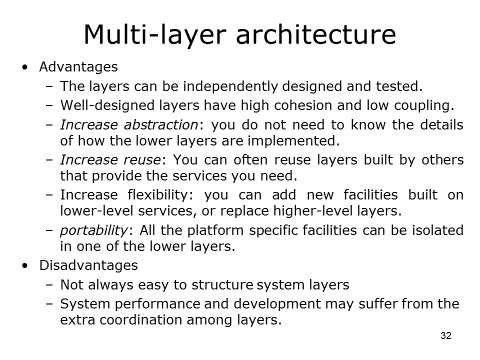 Multi-layer architecture
• Advantages
– The layers can be independently designed and tested.
– Well-designed layers have high cohesion and low coupling.
– Increase abstraction: you do not need to know the details
of how the lower layers are implemented.
– Increase reuse: You can often reuse layers built by others
that provide the services you need.
– Increase flexibility: you can add new facilities built on
lower-level services, or replace higher-level layers.
– portability: All the platform specific facilities can be isolated
in one of the lower layers.
• Disadvantages
– Not always easy to structure system layers
– System performance and development may suffer from the
extra coordination among layers.
32